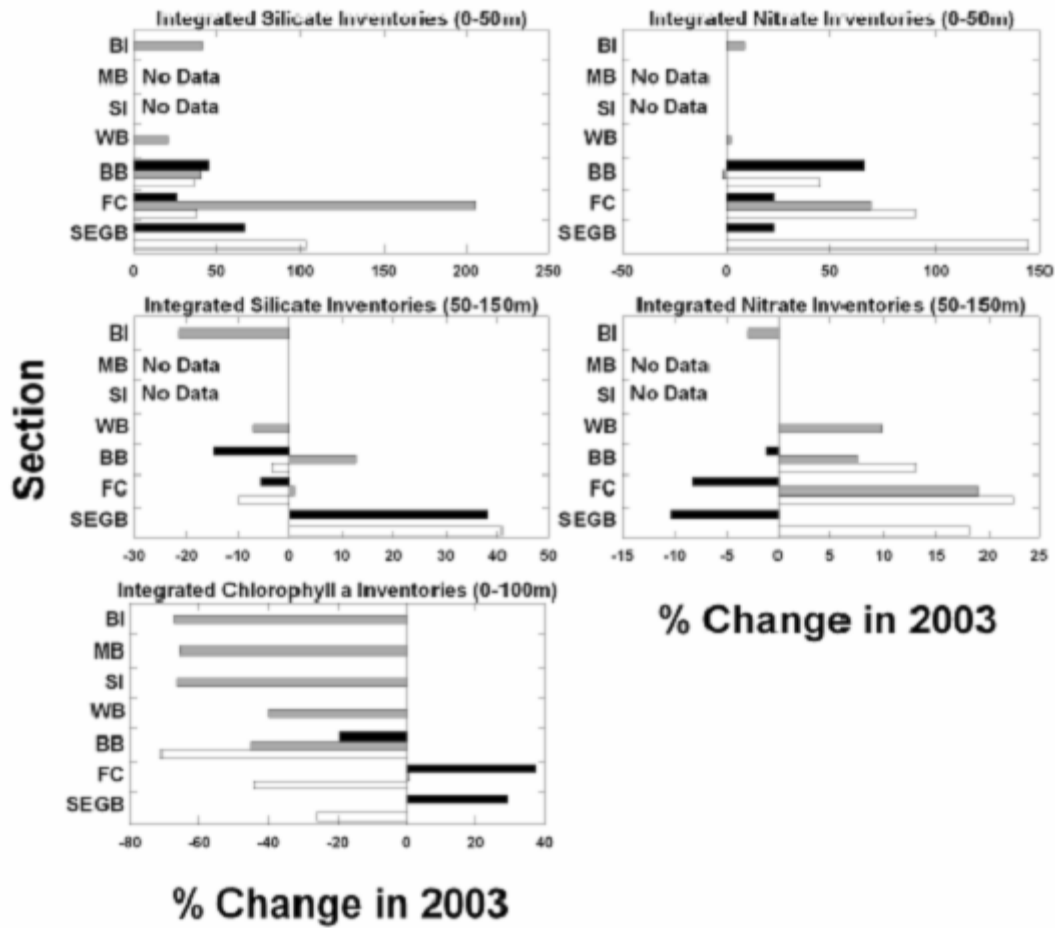 Integrated Silicate Inventories (0-50m)
BI
MB No Data
SI No Data
WB
BB
FC
SEGB
0 50 100 150 200 250
Integrated Nitrate Inventories (0-50m)
BI
MB No Data
SI No Data
WB
BB
FC
SEGB
-50 0 50 100 150
Integrated Silicate Inventories (50-150m)
BI
MB No Data
SI No Data
WB
BB
FC
SEGB
-30 -20 -10 0 10 20 30 40 50
Integrated Nitrate Inventories (50-150m)
BI
MB No Data
SI No Data
WB
BB
FC
SEGB
-15 -10 -5 0 5 10 15 20 25
Section
Integrated Chlorophyll a Inventories (0-100m)
BI
MB
SI
WB
BB
FC
SEGB
-80 -60 -40 -20 0 20 40
% Change in 2003
% Change in 2003